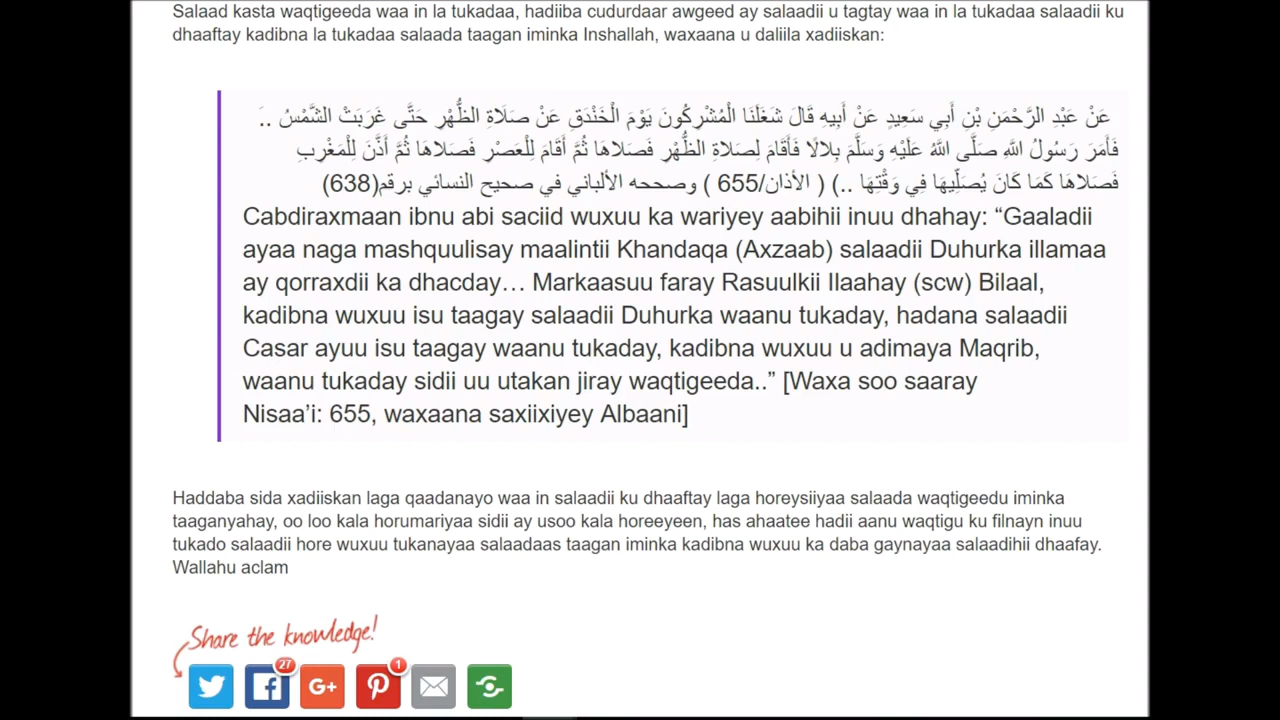 Salaad kasta waqtigeeda waa in la tukadaa, hadiiba cudurdaar awgeed ay salaadii u tagtay waa in la tukadaa salaadii ku
dhaaftay kadibna la tukadaa salaada taagan iminka Inshallah, waxaana u daliila xadiiskan:
عَنْ عَبْدِ الرَّحْمَنِ بْنِ أَبِي سَعِيدٍ عَنْ أَبِيهِ قَالَ شَغَلَنَا الْمُشْرِكُونَ يَوْمَ الْخَنْدَقِ عَنْ صَلَاةِ الظُّهْرِ حَتَّى غَرَبَتْ الشَّمْسُ ..َ
فَأَمَرَ رَسُولُ اللَّهِ صَلَّى اللَّهُ عَلَيْهِ وَسَلَّمَ بِلالًا فَأَقَامَ لِصَلاةِ الظُّهْرِ فَصَلاهَا ثُمَّ أَقَامَ لِلْعَصْرِ فَصَلاهَا ثُمَّ أَذَّنَ لِلْمَغْرِبِ
فَصَلاهَا كَمَا كَانَ يُصَلِّيهَا فِي وَقْتِهَا ..) ( الأذان/655 ) وصححه الألباني في صحيح النسائي برقم(638)
Cabdiraxmaan ibnu abi saciid wuxuu ka wariyey aabihii inuu dhahay: “Gaaladii
ayaa naga mashquulisay maalintii Khandaqa (Axzaab) salaadii Duhurka illamaa
ay qorraxdii ka dhacday… Markaasuu faray Rasuulkii Ilaahay (scw) Bilaal,
kadibna wuxuu isu taagay salaadii Duhurka waanu tukaday, hadana salaadii
Casar ayuu isu taagay waanu tukaday, kadibna wuxuu u adimaya Maqrib,
waanu tukaday sidii uu utakan jiray waqtigeeda..” [Waxa soo saaray
Nisaa’i: 655, waxaana saxiixiyey Albaani]
Haddaba sida xadiiskan laga qaadanayo waa in salaadii ku dhaaftay laga horeysiiyaa salaada waqtigeedu iminka
taaganyahay, oo loo kala horumariyaa sidii ay usoo kala horeeyeen, has ahaatee hadii aanu waqtigu ku filnayn inuu
tukado salaadii hore wuxuu tukanayaa salaadaas taagan iminka kadibna wuxuu ka daba gaynayaa salaadihii dhaafay.
Wallahu aclam
Share the knowledge!
27 G+ 1